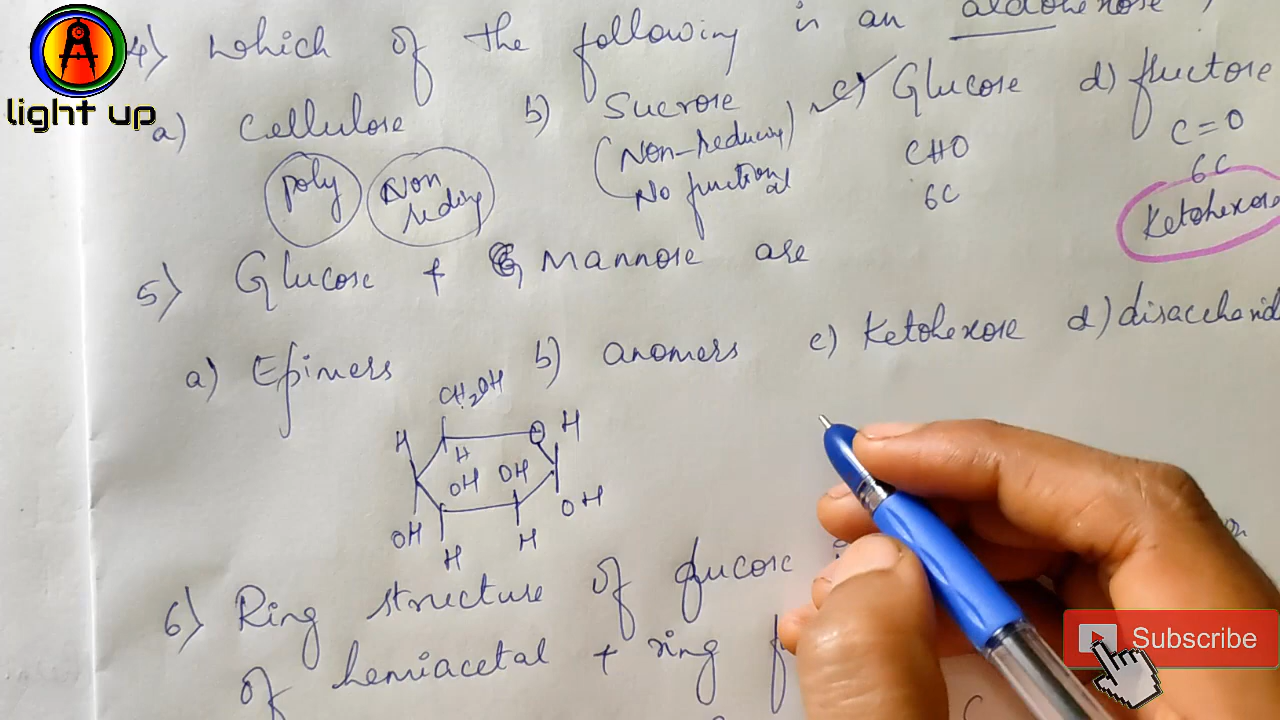 4) which of the following is an aldohexose ?
a) Cellulose b) Sucrose c) Glucose d) fluctose
poly Non reducing (Non-reducing) No functional CHO 6C C=O 6C Ketohexose
5) Glucose + Mannose are
a) Epimers b) anomers c) Ketohexose d) disaccharid
CH2OH
H O H
H
OH OH
OH OH
H H
6) Ring structure of glucose
of hemiacetal + ring f
light up
Subscribe